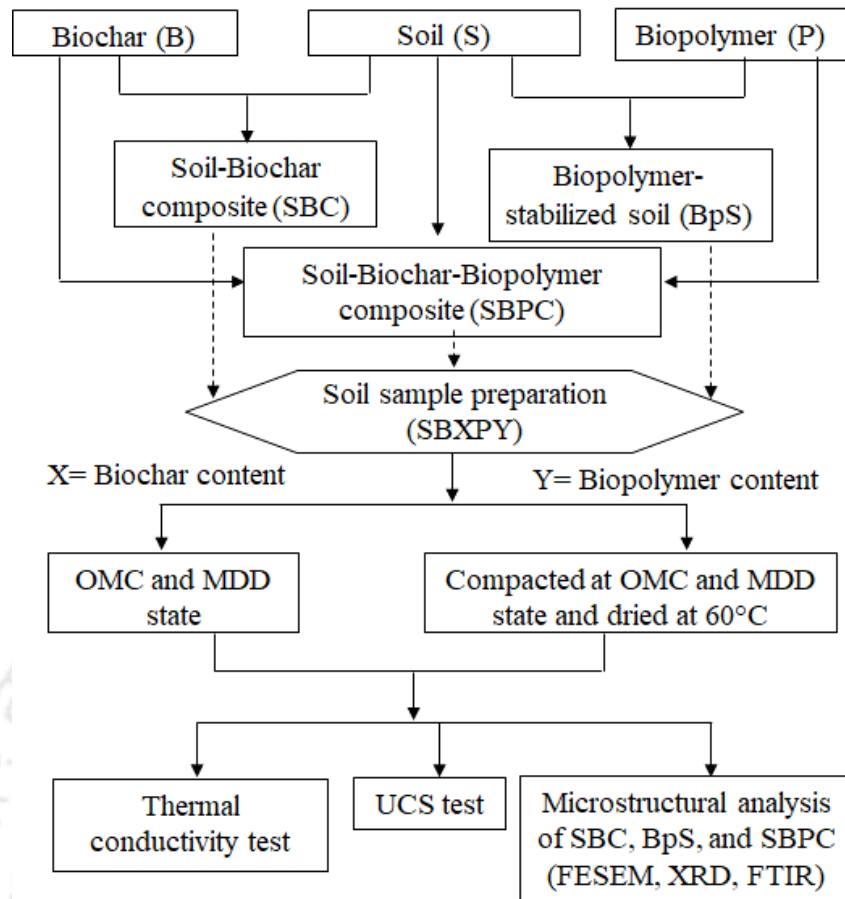 Biochar (B)
Soil (S)
Biopolymer (P)
Soil-Biochar
composite (SBC)
Biopolymer-
stabilized soil (BpS)
Soil-Biochar-Biopolymer
composite (SBPC)
Soil sample preparation
(SBXPY)
X= Biochar content
Y= Biopolymer content
OMC and MDD
state
Compacted at OMC and MDD
state and dried at 60°C
Thermal
conductivity test
UCS test
Microstructural analysis
of SBC, BpS, and SBPC
(FESEM, XRD, FTIR)